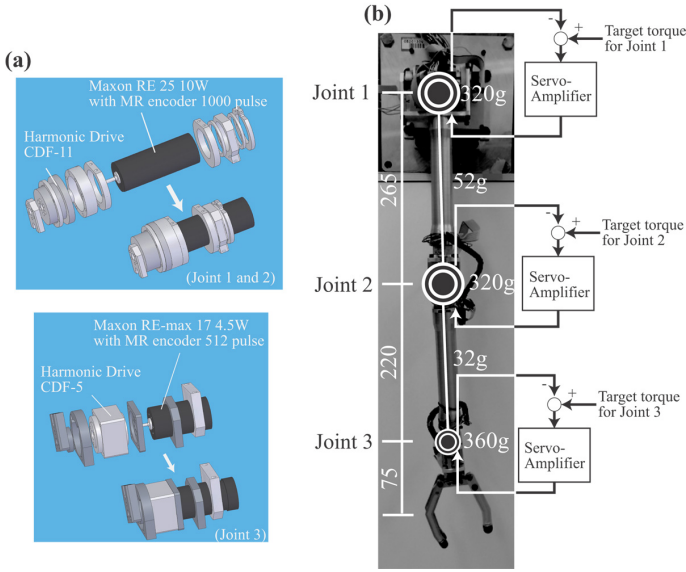 (a)
Maxon RE 25 10W
with MR encoder 1000 pulse
Harmonic Drive
CDF-11
(Joint 1 and 2)
Maxon RE-max 17 4.5W
with MR encoder 512 pulse
Harmonic Drive
CDF-5
(Joint 3)
(b)
Joint 1
320g
265
52g
Joint 2
320g
220
32g
Joint 3
360g
75
- +
Target torque
for Joint 1
Servo-
Amplifier
- +
Target torque
for Joint 2
Servo-
Amplifier
- +
Target torque
for Joint 3
Servo-
Amplifier